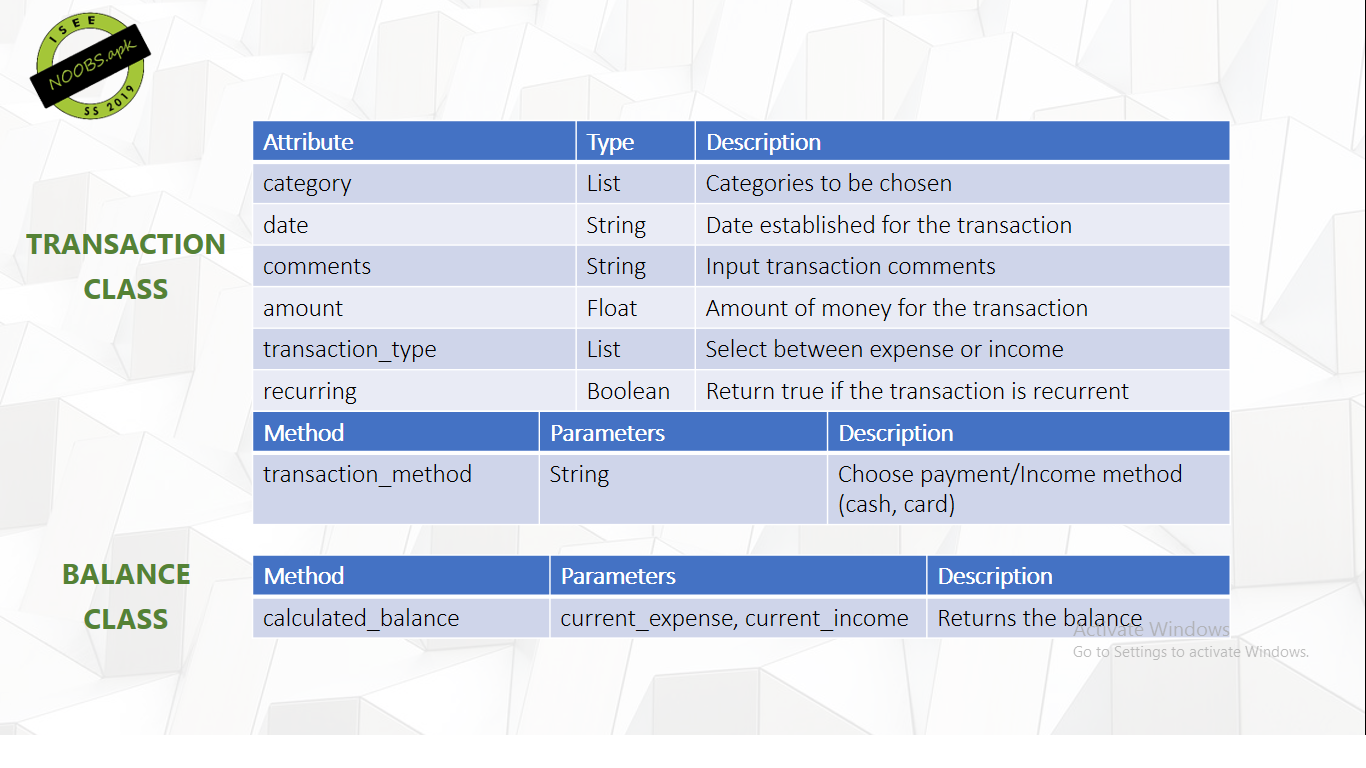 ISEE
NOOBS.apk
SS 2019
Attribute Type Description
category List Categories to be chosen
date String Date established for the transaction
TRANSACTION
CLASS
comments String Input transaction comments
amount Float Amount of money for the transaction
transaction_type List Select between expense or income
recurring Boolean Return true if the transaction is recurrent
Method Parameters Description
transaction_method String Choose payment/Income method
(cash, card)
BALANCE
CLASS
Method Parameters Description
calculated_balance current_expense, current_income Returns the balance
Activate Windows
Go to Settings to activate Windows.